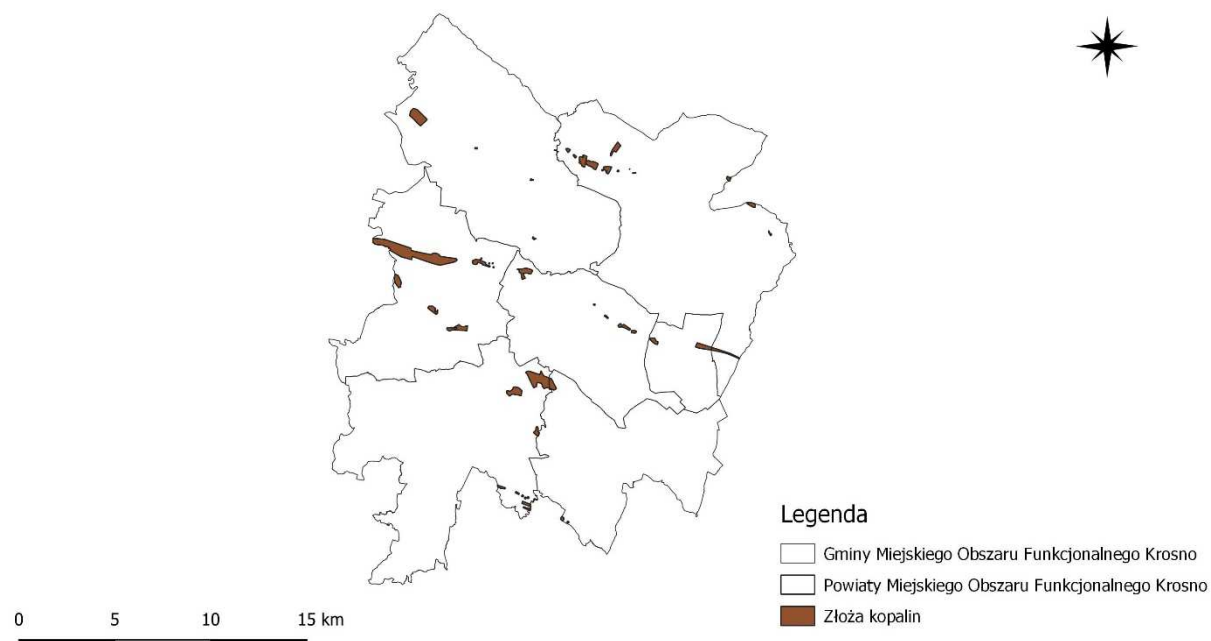 Legenda
Gminy Miejskiego Obszaru Funkcjonalnego Krosno
Powiaty Miejskiego Obszaru Funkcjonalnego Krosno
Złoża kopalin
0 5 10 15 km